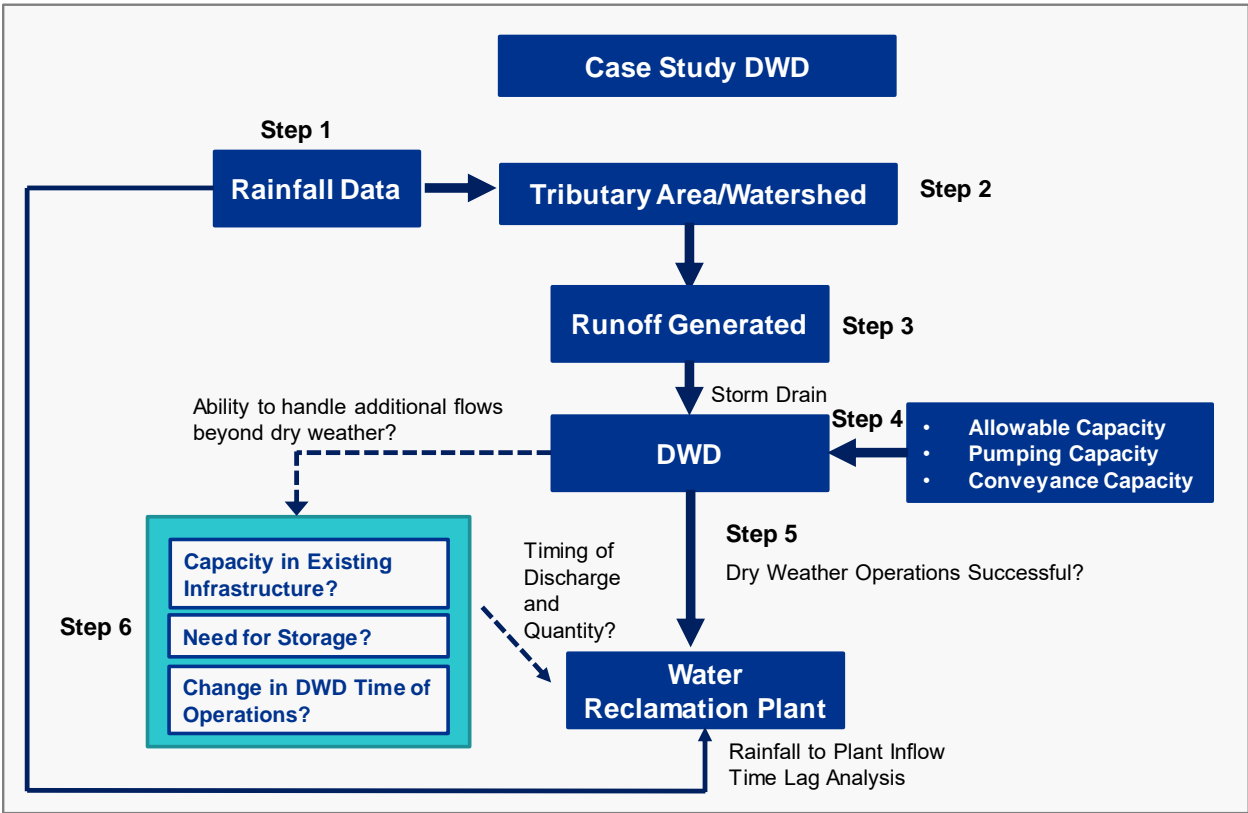 Case Study DWD
Step 1
Rainfall Data
Tributary Area/Watershed
Step 2
Runoff Generated
Step 3
Storm Drain
Ability to handle additional flows
beyond dry weather?
DWD
Step 4
• Allowable Capacity
• Pumping Capacity
• Conveyance Capacity
Step 5
Dry Weather Operations Successful?
Step 6
Capacity in Existing
Infrastructure?
Need for Storage?
Change in DWD Time of
Operations?
Timing of
Discharge
and
Quantity?
Water
Reclamation Plant
Rainfall to Plant Inflow
Time Lag Analysis